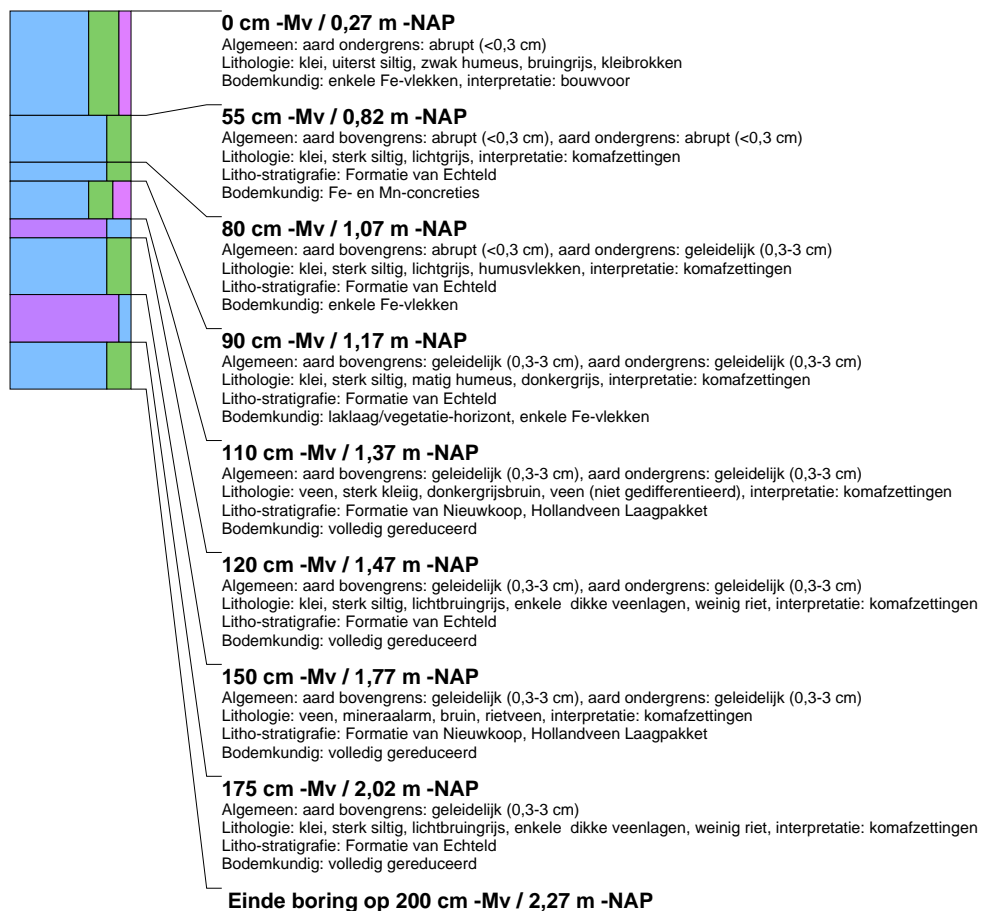 0 cm -Mv / 0,27 m -NAP
Algemeen: aard ondergrens: abrupt (<0,3 cm)
Lithologie: klei, uiterst siltig, zwak humeus, bruingrijs, kleibrokken
Bodemkundig: enkele Fe-vlekken, interpretatie: bouwvoor
55 cm -Mv / 0,82 m -NAP
Algemeen: aard bovengrens: abrupt (<0,3 cm), aard ondergrens: abrupt (<0,3 cm)
Lithologie: klei, sterk siltig, lichtgrijs, interpretatie: komafzettingen
Litho-stratigrafie: Formatie van Echteld
Bodemkundig: Fe- en Mn-concreties
80 cm -Mv / 1,07 m -NAP
Algemeen: aard bovengrens: abrupt (<0,3 cm), aard ondergrens: geleidelijk (0,3-3 cm)
Lithologie: klei, sterk siltig, lichtgrijs, humusvlekken, interpretatie: komafzettingen
Litho-stratigrafie: Formatie van Echteld
Bodemkundig: enkele Fe-vlekken
90 cm -Mv / 1,17 m -NAP
Algemeen: aard bovengrens: geleidelijk (0,3-3 cm), aard ondergrens: geleidelijk (0,3-3 cm)
Lithologie: klei, sterk siltig, matig humeus, donkergrijs, interpretatie: komafzettingen
Litho-stratigrafie: Formatie van Echteld
Bodemkundig: laklaag/vegetatie-horizont, enkele Fe-vlekken
110 cm -Mv / 1,37 m -NAP
Algemeen: aard bovengrens: geleidelijk (0,3-3 cm), aard ondergrens: geleidelijk (0,3-3 cm)
Lithologie: veen, sterk kleiig, donkergrijsbruin, veen (niet gedifferentieerd), interpretatie: komafzettingen
Litho-stratigrafie: Formatie van Nieuwkoop, Hollandveen Laagpakket
Bodemkundig: volledig gereduceerd
120 cm -Mv / 1,47 m -NAP
Algemeen: aard bovengrens: geleidelijk (0,3-3 cm), aard ondergrens: geleidelijk (0,3-3 cm)
Lithologie: klei, sterk siltig, lichtbruingrijs, enkele  dikke veenlagen, weinig riet, interpretatie: komafzettingen
Litho-stratigrafie: Formatie van Echteld
Bodemkundig: volledig gereduceerd
150 cm -Mv / 1,77 m -NAP
Algemeen: aard bovengrens: geleidelijk (0,3-3 cm), aard ondergrens: geleidelijk (0,3-3 cm)
Lithologie: veen, mineraalarm, bruin, rietveen, interpretatie: komafzettingen
Litho-stratigrafie: Formatie van Nieuwkoop, Hollandveen Laagpakket
Bodemkundig: volledig gereduceerd
175 cm -Mv / 2,02 m -NAP
Algemeen: aard bovengrens: geleidelijk (0,3-3 cm)
Lithologie: klei, sterk siltig, lichtbruingrijs, enkele  dikke veenlagen, weinig riet, interpretatie: komafzettingen
Litho-stratigrafie: Formatie van Echteld
Bodemkundig: volledig gereduceerd
Einde boring op 200 cm -Mv / 2,27 m -NAP